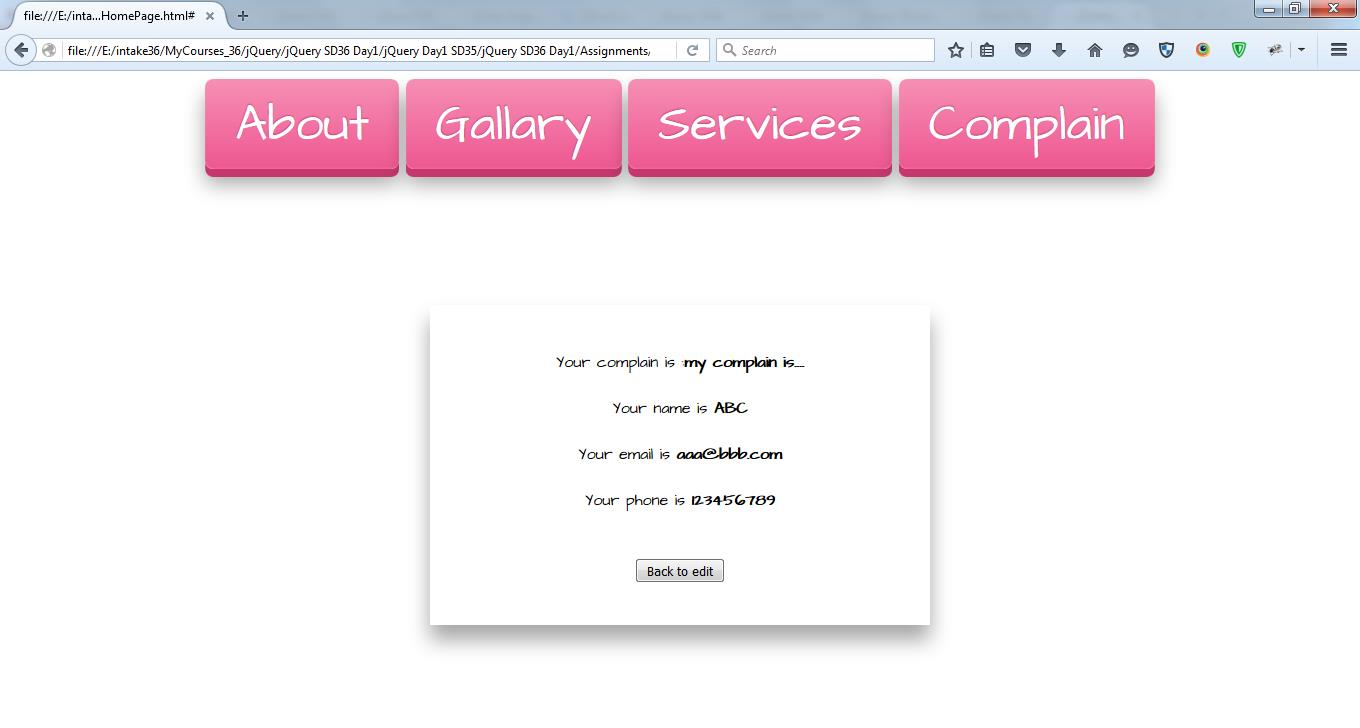 file:///E:/inta...HomePage.html#
file:///E:/intake36/MyCourses_36/jQuery/jQuery SD36 Day1/jQuery Day1 SD35/jQuery SD36 Day1/Assignments/
Search
About Gallary Services Complain
Your complain is :my complain is.....
Your name is ABC
Your email is aaa@bbb.com
Your phone is 123456789
Back to edit